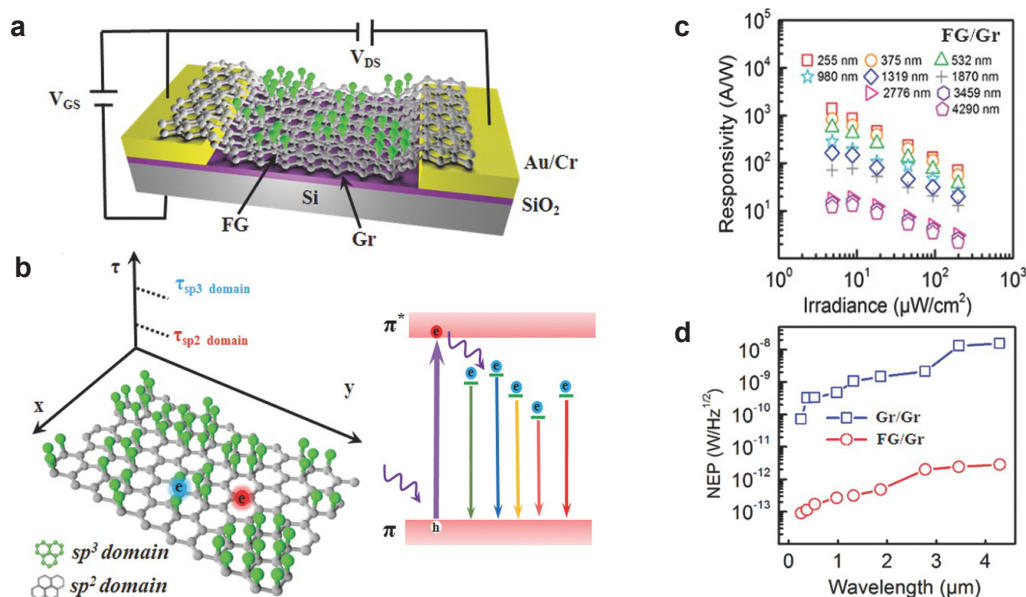 a
V_DS
V_GS
Au/Cr
Si
SiO₂
FG
Gr
b
τ
τ_sp3 domain
τ_sp2 domain
x
y
e
e
sp³ domain
sp² domain
π*
e
e
e
e
e
e
π
h
c
FG/Gr
255 nm 375 nm 532 nm
980 nm 1319 nm 1870 nm
2776 nm 3459 nm
4290 nm
Responsivity (A/W)
10⁵
10⁴
10³
10²
10¹
10⁰ 10¹ 10² 10³
Irradiance (μW/cm²)
d
NEP (W/Hz^1/2)
10⁻⁸
10⁻⁹
10⁻¹⁰
10⁻¹¹
10⁻¹²
10⁻¹³
Gr/Gr
FG/Gr
0 1 2 3 4
Wavelength (μm)